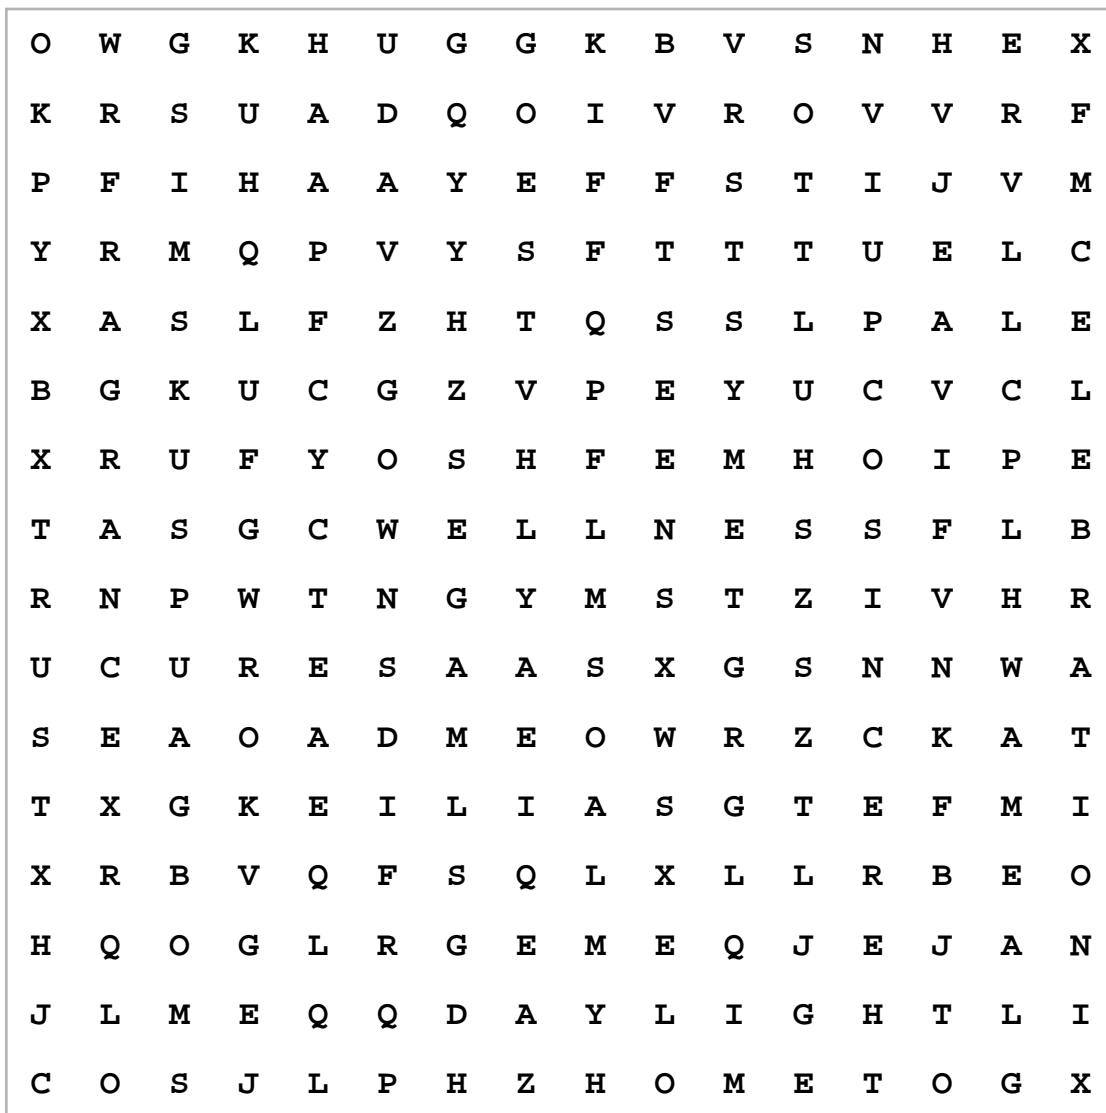 O W G K H U G G K B V S N H E X
K R S U A D Q O I V R O V V R F
P F I H A A Y E F F S T I J V M
Y R M Q P V Y S F T T T U E L C
X A S L F Z H T Q S S L P A L E
B G K U C G Z V P E Y U C V C L
X R U F Y O S H F E M H O I P E
T A S G C W E L L N E S S F L B
R N P W T N G Y M S T Z I V H R
U C U R E S A A S X G S N N W A
S E A O A D M E O W R Z C K A T
T X G K E I L I A S G T E F M I
X R B V Q F S Q L X L L R B E O
H Q O G L R G E M E Q J E J A N
J L M E Q Q D A Y L I G H T L I
C O S J L P H Z H O M E T O G X